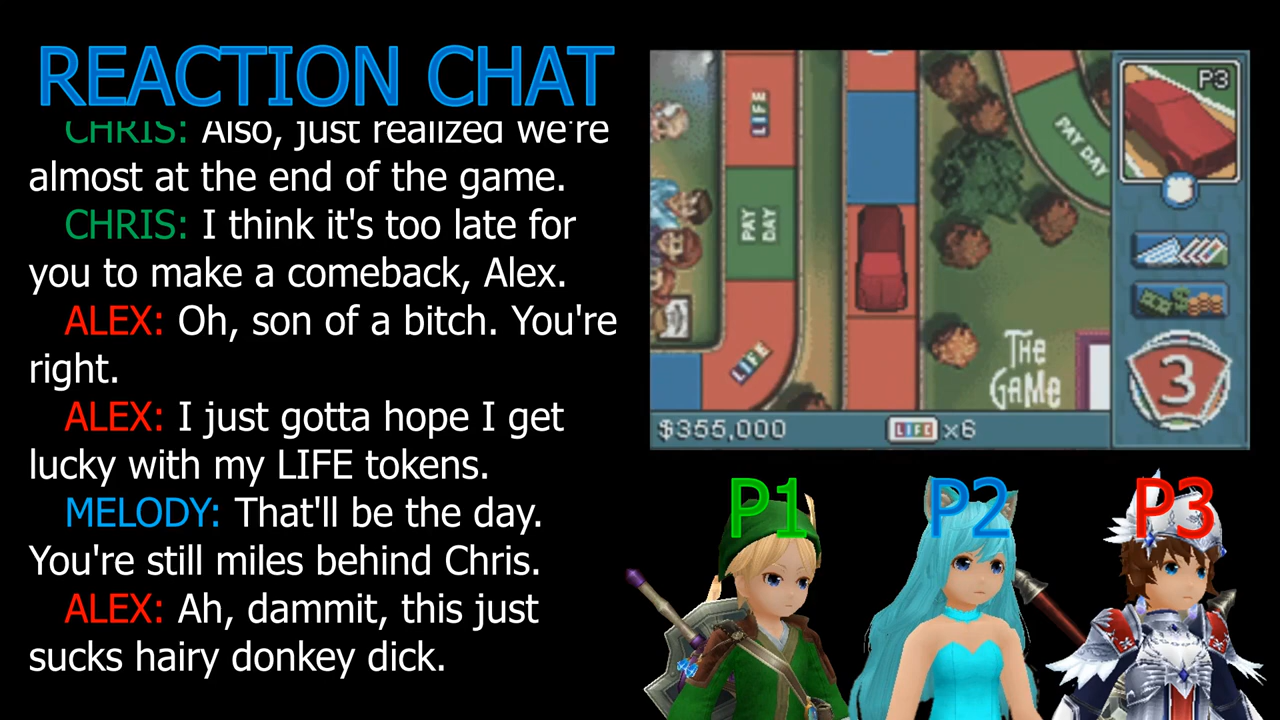 REACTION CHAT
CHRIS: Also, just realized we're
almost at the end of the game.
CHRIS: I think it's too late for
you to make a comeback, Alex.
ALEX: Oh, son of a bitch. You're
right.
ALEX: I just gotta hope I get
lucky with my LIFE tokens.
MELODY: That'll be the day.
You're still miles behind Chris.
ALEX: Ah, dammit, this just
sucks hairy donkey dick.
P3
LIFE
PAY DAY
PAY
DAY
LIFE
THE
GAME
3
$355,000
LIFE x6
P1
P2
P3